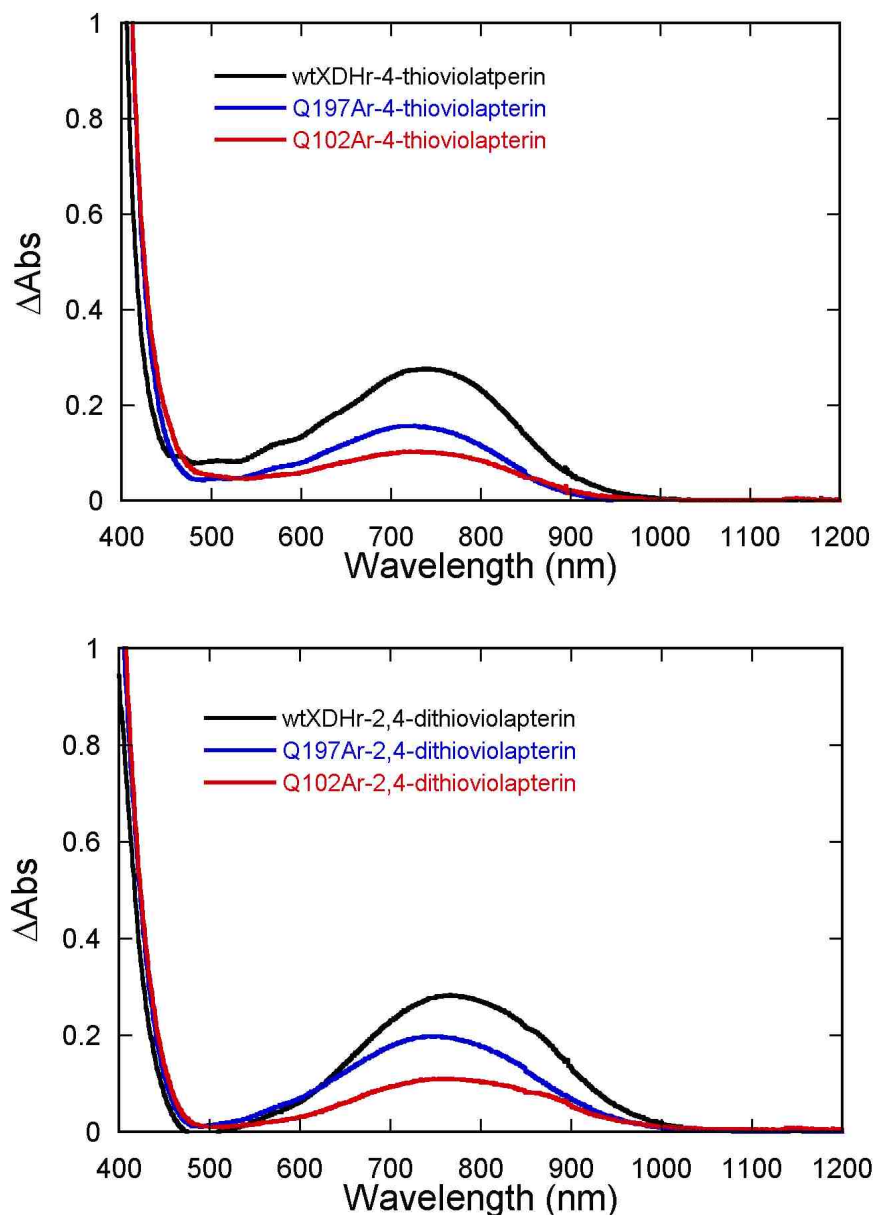 1
wtXDHr-4-thioviolatperin
Q197Ar-4-thioviolapterin
Q102Ar-4-thioviolapterin
0.8
0.6
ΔAbs
0.4
0.2
0
400 500 600 700 800 900 1000 1100 1200
Wavelength (nm)
1
wtXDHr-2,4-dithioviolapterin
Q197Ar-2,4-dithioviolapterin
Q102Ar-2,4-dithioviolapterin
0.8
0.6
ΔAbs
0.4
0.2
0
400 500 600 700 800 900 1000 1100 1200
Wavelength (nm)